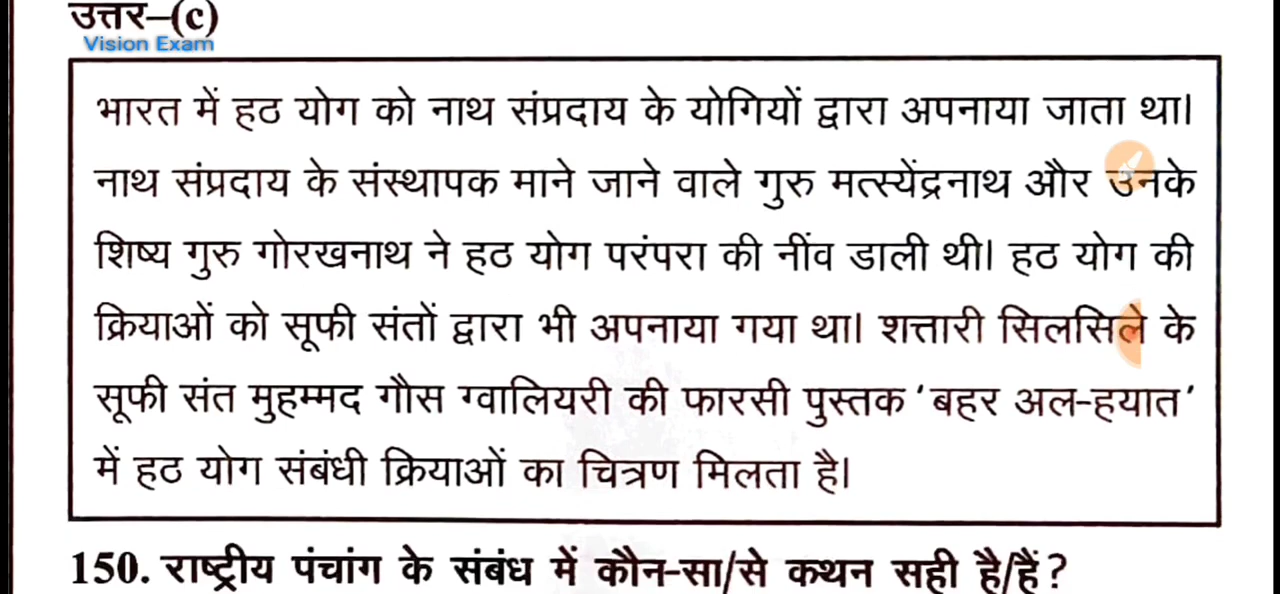 उत्तर–(c)
Vision Exam
भारत में हठ योग को नाथ संप्रदाय के योगियों द्वारा अपनाया जाता था।
नाथ संप्रदाय के संस्थापक माने जाने वाले गुरु मत्स्येंद्रनाथ और उनके
शिष्य गुरु गोरखनाथ ने हठ योग परंपरा की नींव डाली थी। हठ योग की
क्रियाओं को सूफी संतों द्वारा भी अपनाया गया था। शत्तारी सिलसिले के
सूफी संत मुहम्मद गौस ग्वालियरी की फारसी पुस्तक ‘बहर अल-हयात’
में हठ योग संबंधी क्रियाओं का चित्रण मिलता है।
150. राष्ट्रीय पंचांग के संबंध में कौन-सा/से कथन सही है/हैं?